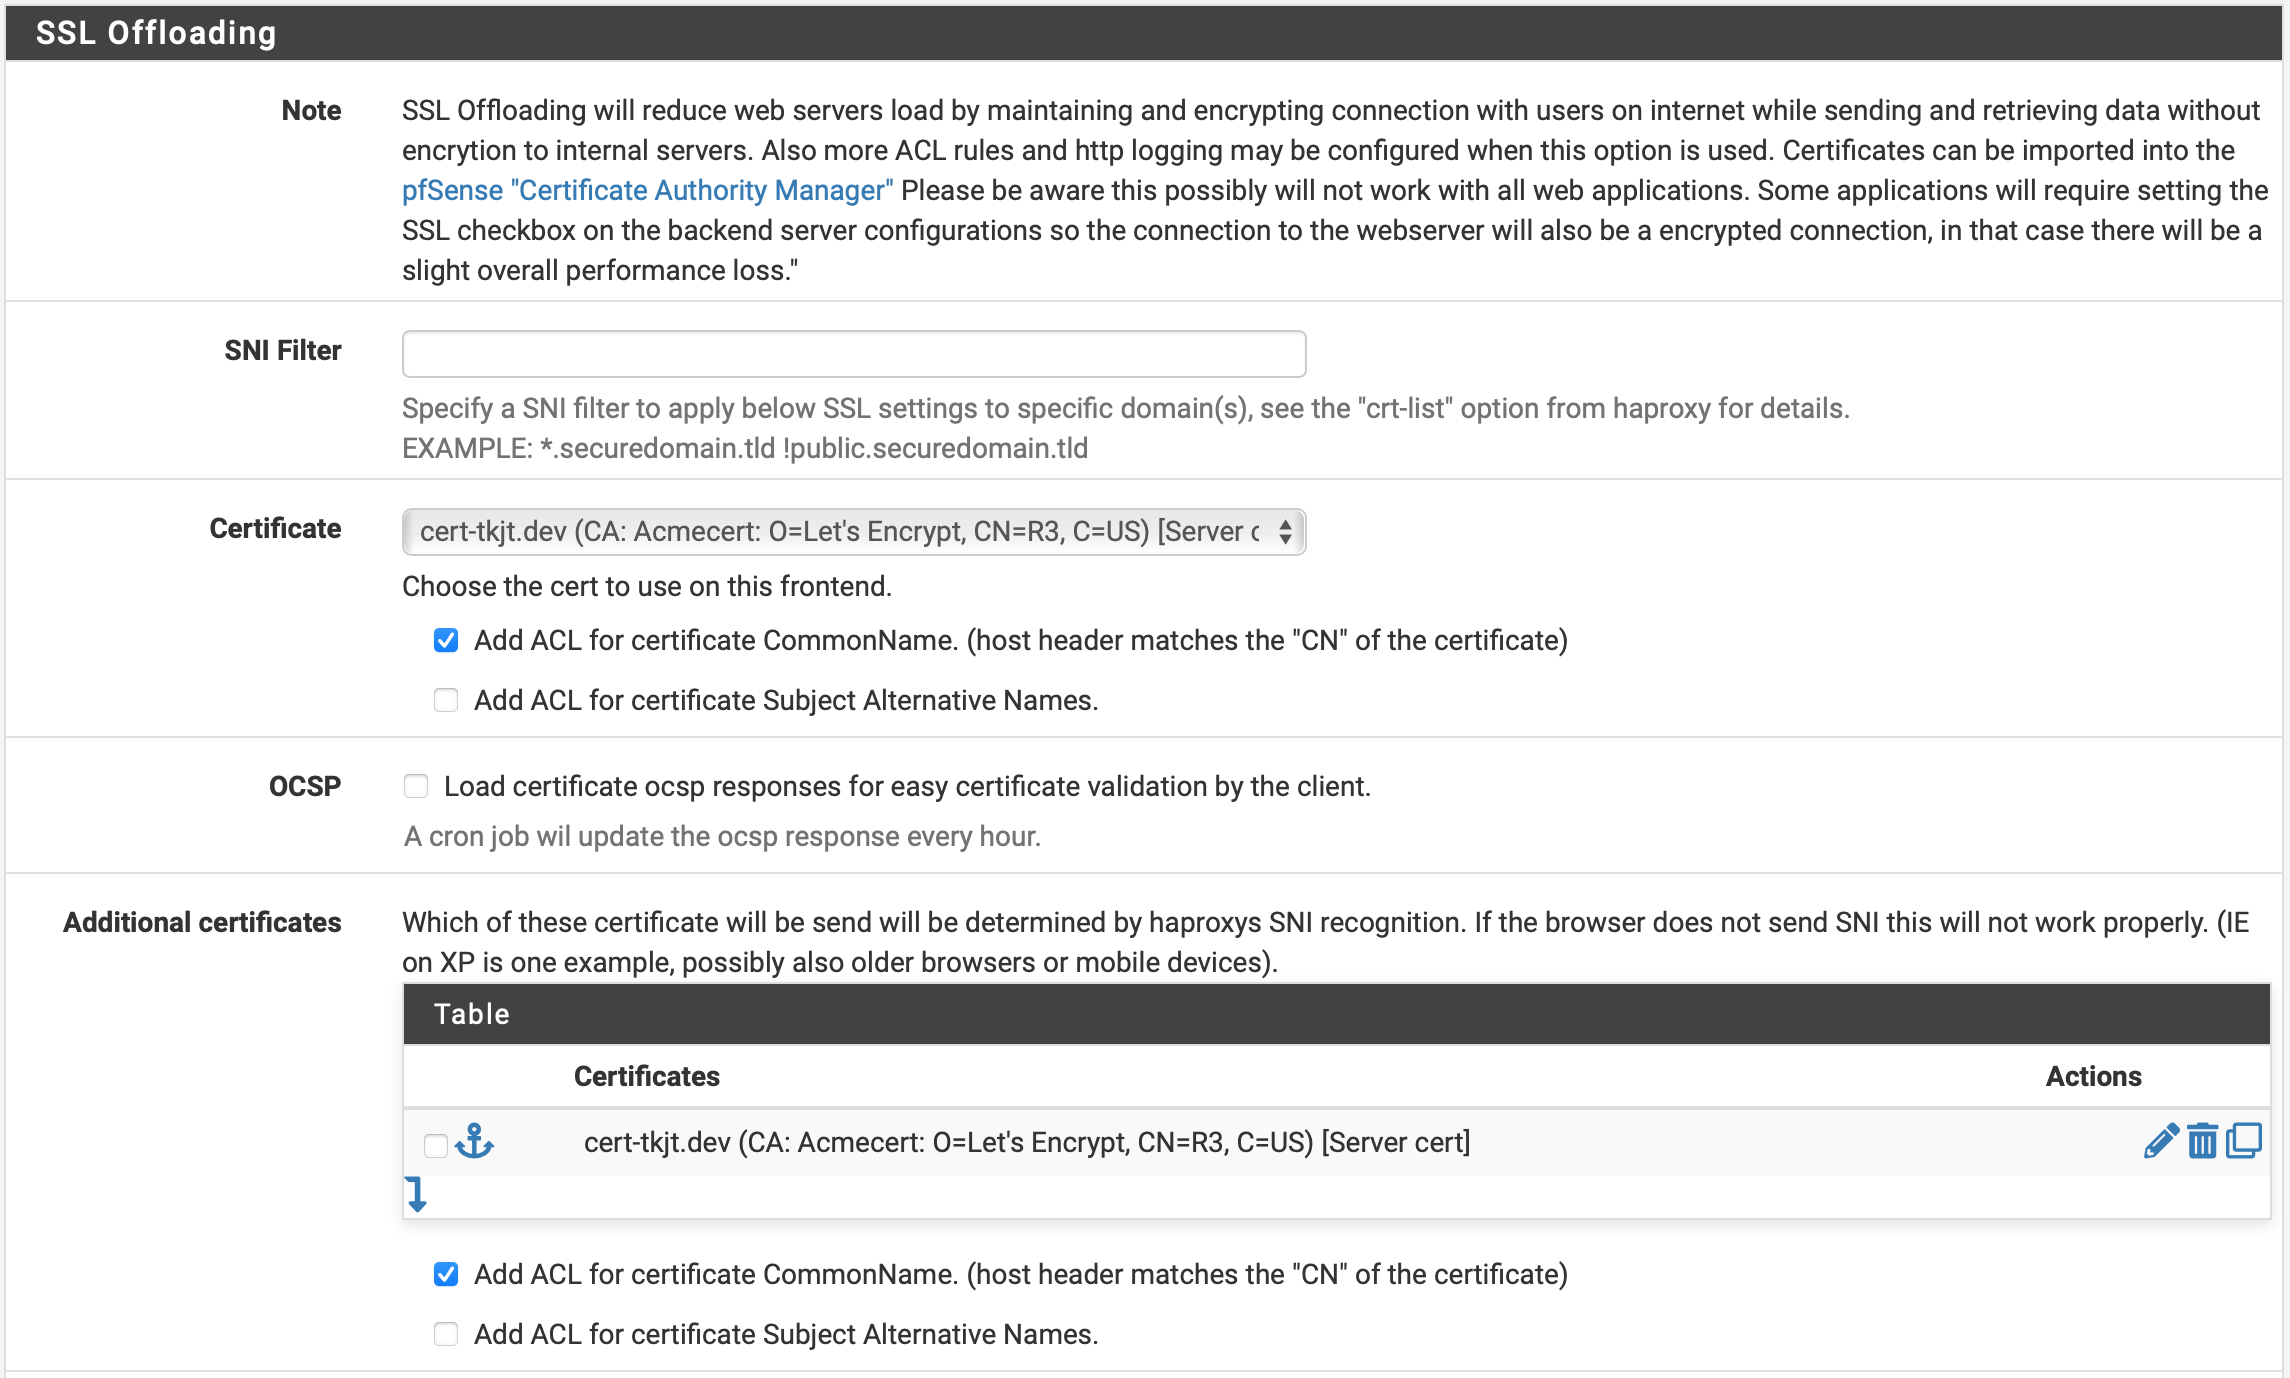 SSL Offloading
Note
SSL Offloading will reduce web servers load by maintaining and encrypting connection with users on internet while sending and retrieving data without
encrytion to internal servers. Also more ACL rules and http logging may be configured when this option is used. Certificates can be imported into the
pfSense "Certificate Authority Manager" Please be aware this possibly will not work with all web applications. Some applications will require setting the
SSL checkbox on the backend server configurations so the connection to the webserver will also be a encrypted connection, in that case there will be a
slight overall performance loss."
SNI Filter
Specify a SNI filter to apply below SSL settings to specific domain(s), see the "crt-list" option from haproxy for details.
EXAMPLE: *.securedomain.tld !public.securedomain.tld
Certificate
cert-tkjt.dev (CA: Acmecert: O=Let's Encrypt, CN=R3, C=US) [Server c
Choose the cert to use on this frontend.
Add ACL for certificate CommonName. (host header matches the "CN" of the certificate)
Add ACL for certificate Subject Alternative Names.
OCSP
Load certificate ocsp responses for easy certificate validation by the client.
A cron job wil update the ocsp response every hour.
Additional certificates
Which of these certificate will be send will be determined by haproxys SNI recognition. If the browser does not send SNI this will not work properly. (IE
on XP is one example, possibly also older browsers or mobile devices).
Table
Certificates
Actions
cert-tkjt.dev (CA: Acmecert: O=Let's Encrypt, CN=R3, C=US) [Server cert]
Add ACL for certificate CommonName. (host header matches the "CN" of the certificate)
Add ACL for certificate Subject Alternative Names.